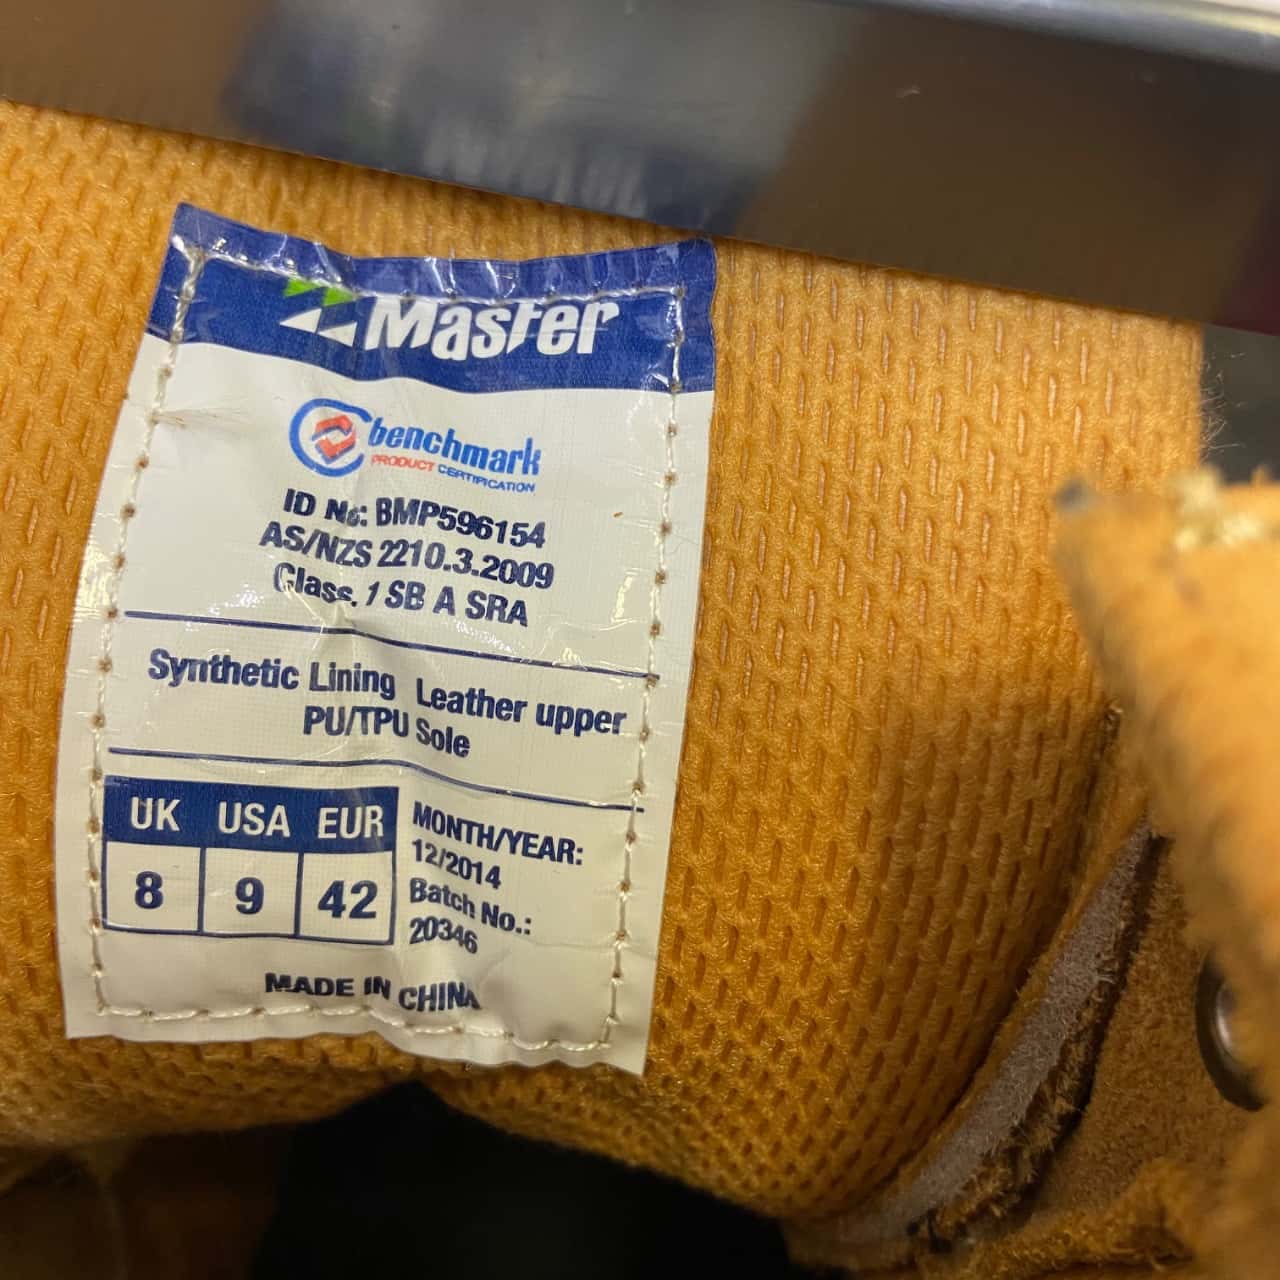 Master
benchmark
PRODUCT CERTIFICATION
ID No: BMP596154
AS/NZS 2210.3.2009
Class. 1 SB A SRA
Synthetic Lining Leather upper
PU/TPU Sole
UK USA EUR
8 9 42
MONTH/YEAR:
12/2014
Batch No.:
20346
MADE IN CHINA